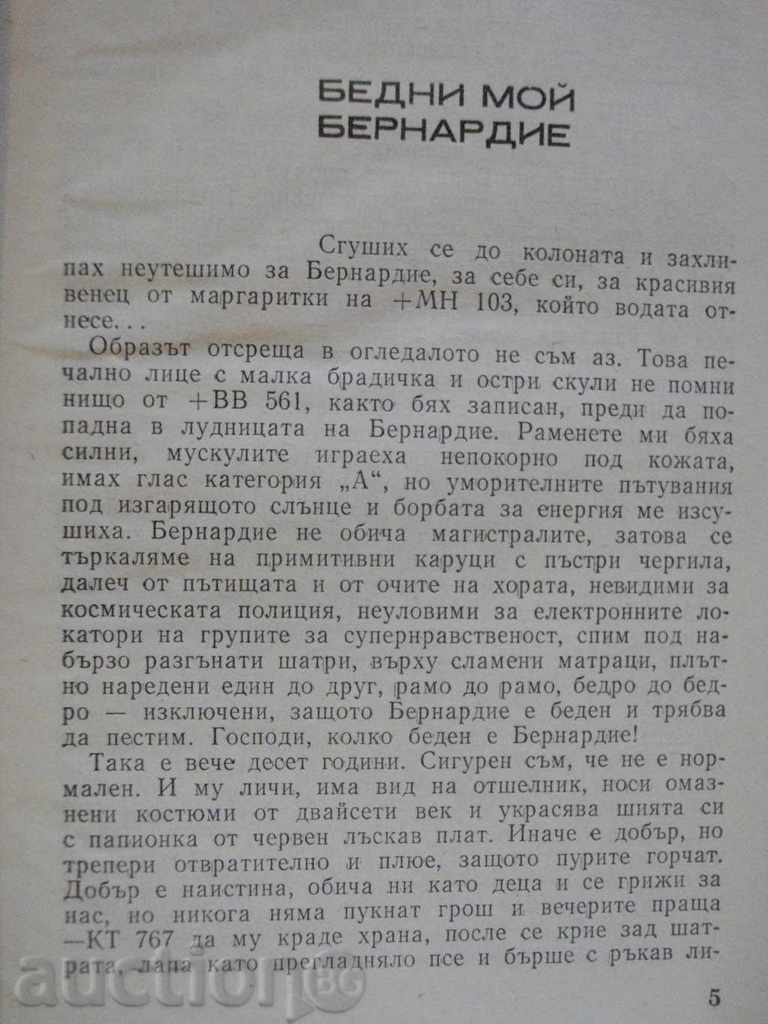 БЕДНИ МОЙ
БЕРНАРДИЕ
Сгуших се до колоната и захли-
пах неутешимо за Бернардие, за себе си, за красивия
венец от маргаритки на +МН 103, който водата от-
несе...
Образът отсреща в огледалото не съм аз. Това пе-
чално лице с малка брадичка и остри скули не помни
нищо от +ВВ 561, както бях записан, преди да по-
падна в лудницата на Бернардие. Раменете ми бяха
силни, мускулите играеха непокорно под кожата,
имах глас категория „А“, но уморителните пътувания
под изгарящото слънце и борбата за енергия ме изсу-
шиха. Бернардие не обича магистралите, затова се
търкаляме на примитивни каруци с пъстри чергила,
далеч от пътищата и от очите на хората, невидими за
космическата полиция, неуловими за електронните ло-
катори на групите за супернравственост, спим под на-
бързо разгънати шатри, върху сламени матраци, плът-
но наредени един до друг, рамо до рамо, бедро до бед-
ро — изключени, защото Бернардие е беден и трябва
да пестим. Господи, колко беден е Бернардие!
Така е вече десет години. Сигурен съм, че не е нор-
мален. И му личи, има вид на отшелник, носи омаз-
нени костюми от двайсети век и украсява шията си
с папионка от червен лъскав плат. Иначе е добър, но
трепери отвратително и плюе, защото пурите горчат.
Добър е наистина, обича ни като деца и се грижи за
нас, но никога няма пукнат грош и вечерите праща
—КТ 767 да му краде храна, после се крие зад шат-
рата, лапа като прегладняло псе и бърше с ръкав ли-
5
auction.BG